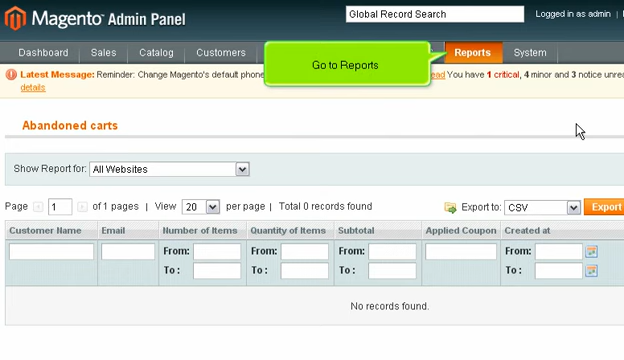 Magento Admin Panel
Global Record Search
Logged in as admin |
Dashboard Sales Catalog Customers Reports System
Go to Reports
Latest Message: Reminder: Change Magento's default phone You have 1 critical, 4 minor and 3 notice unre
details
Abandoned carts
Show Report for: All Websites
Page 1 of 1 pages | View 20 per page | Total 0 records found Export to: CSV Export
Customer Name Email Number of Items Quantity of Items Subtotal Applied Coupon Created at
From: From: From: From:
To : To : To : To :
No records found.